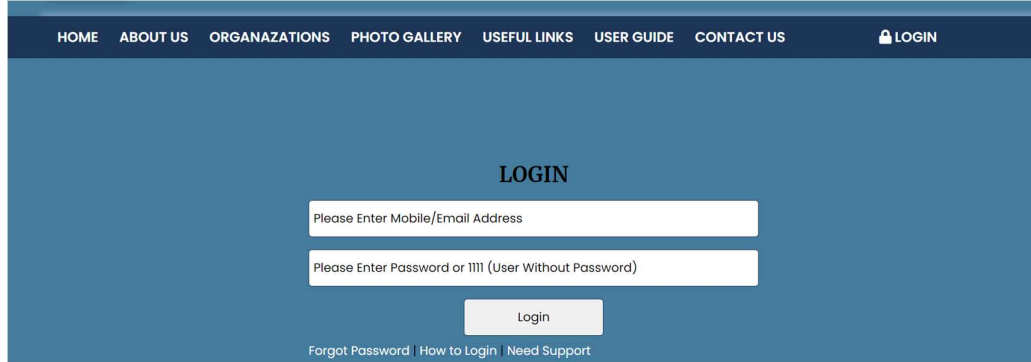 HOME ABOUT US ORGANAZATIONS PHOTO GALLERY USEFUL LINKS USER GUIDE CONTACT US LOGIN
LOGIN
Please Enter Mobile/Email Address
Please Enter Password or 1111 (User Without Password)
Login
Forgot Password | How to Login | Need Support